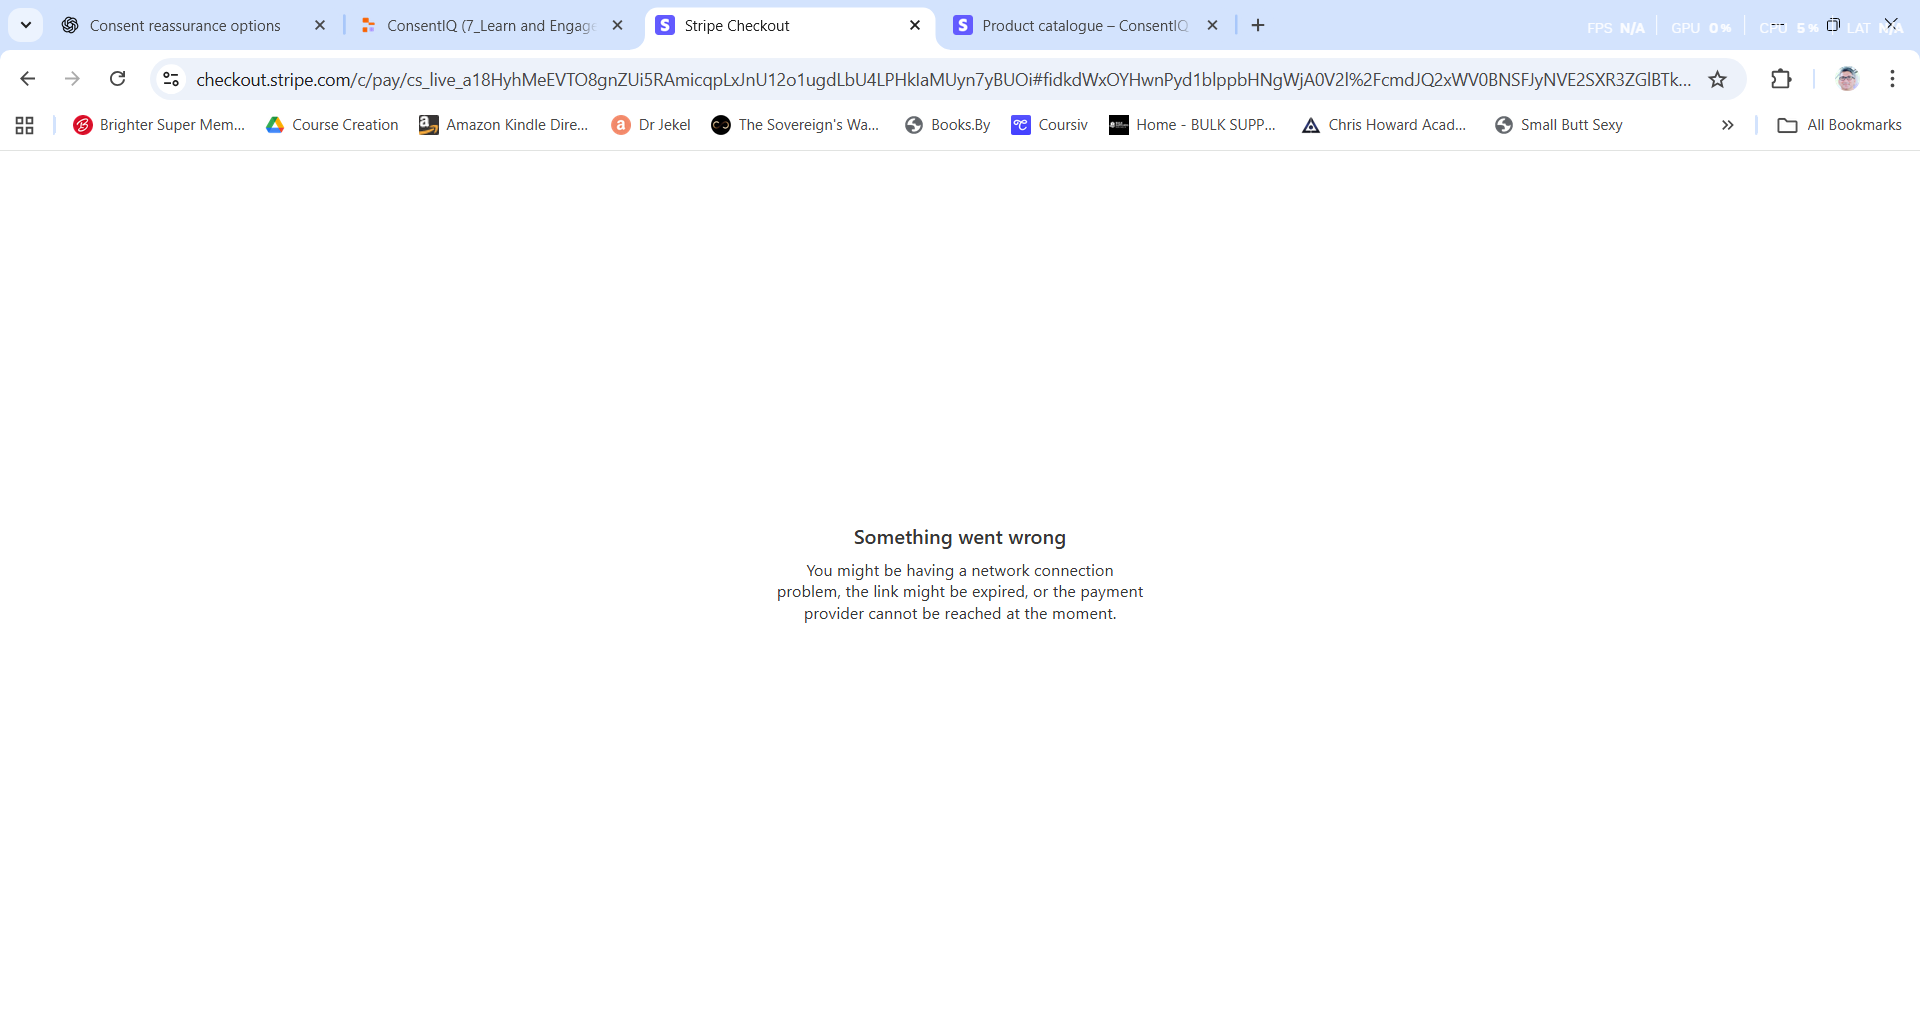 Consent reassurance options
ConsentIQ (7_Learn and Engage
Stripe Checkout
Product catalogue – ConsentIQ
FPS N/A GPU 0% CPU 5% LAT N/A
checkout.stripe.com/c/pay/cs_live_a18HyhMeEVTO8gnZUi5RAmicqpLxJnU12o1ugdLbU4LPHkIaMUyn7yBUOi#fidkdWxOYHwnPyd1blppbHNgWjA0V2l%2FcmdJQ2xWV0BNSFJyNVE2SXR3ZGlBTk...
Brighter Super Mem...
Course Creation
Amazon Kindle Dire...
Dr Jekel
The Sovereign's Wa...
Books.By
Coursiv
Home - BULK SUPP...
Chris Howard Acad...
Small Butt Sexy
All Bookmarks
Something went wrong
You might be having a network connection
problem, the link might be expired, or the payment
provider cannot be reached at the moment.